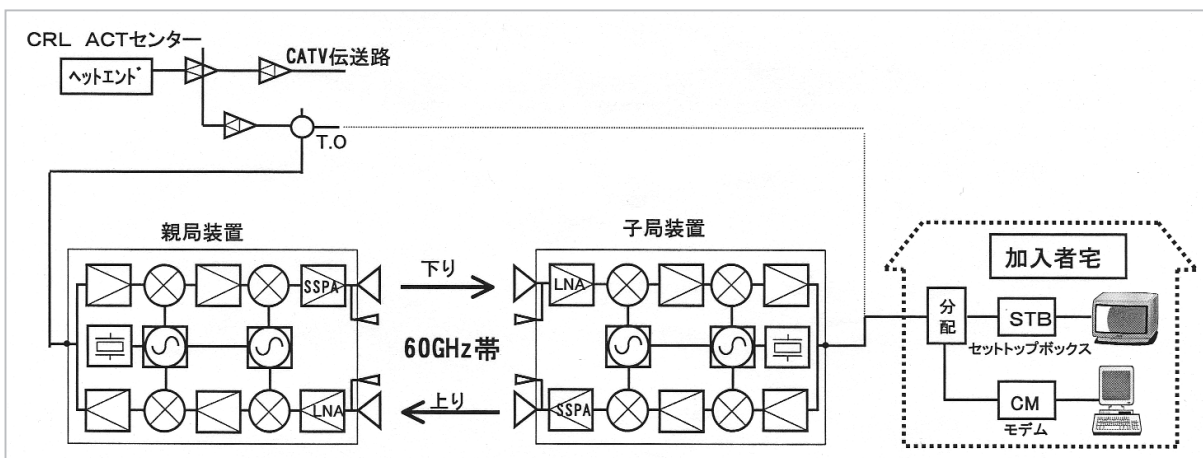 CRL ACTセンター
ヘットエンド
CATV伝送路
T.O
親局装置
子局装置
SSPA
下り
LNA
60GHz帯
LNA
上り
SSPA
加入者宅
分配
STB
セットトップボックス
CM
モデム